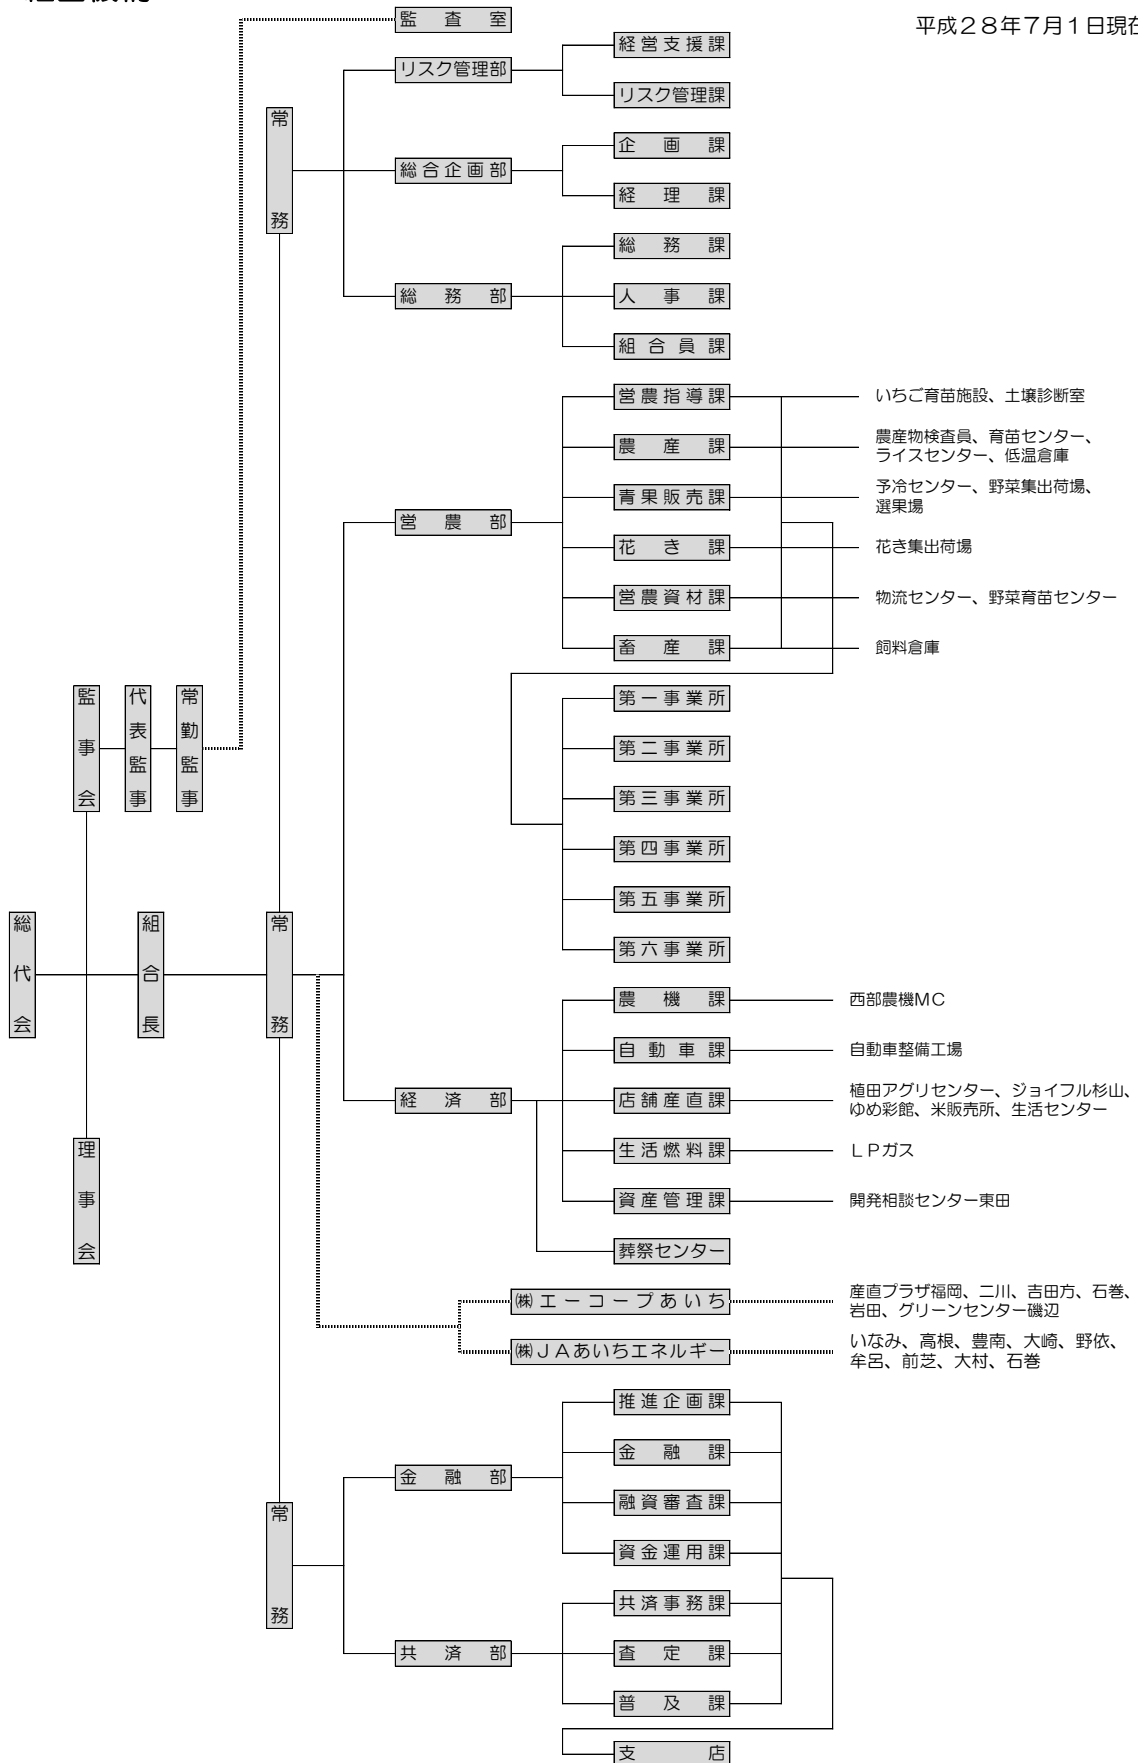 平成２８年７月１日現在
監査室
リスク管理部
経営支援課
リスク管理課
常務
総合企画部
企画課
経理課
総務部
総務課
人事課
組合員課
営農部
営農指導課
いちご育苗施設、土壌診断室
農産課
農産物検査員、育苗センター、
ライスセンター、低温倉庫
青果販売課
予冷センター、野菜集出荷場、
選果場
花き課
花き集出荷場
営農資材課
物流センター、野菜育苗センター
畜産課
飼料倉庫
第一事業所
第二事業所
第三事業所
第四事業所
第五事業所
第六事業所
監事会
代表監事
常勤監事
総代会
組合長
常務
理事会
経済部
農機課
西部農機ＭＣ
自動車課
自動車整備工場
店舗産直課
植田アグリセンター、ジョイフル杉山、
ゆめ彩館、米販売所、生活センター
生活燃料課
ＬＰガス
資産管理課
開発相談センター東田
葬祭センター
㈱エーコープあいち
産直プラザ福岡、二川、吉田方、石巻、
岩田、グリーンセンター磯辺
㈱ＪＡあいちエネルギー
いなみ、高根、豊南、大崎、野依、
牟呂、前芝、大村、石巻
常務
金融部
推進企画課
金融課
融資審査課
資金運用課
共済部
共済事務課
査定課
普及課
支店